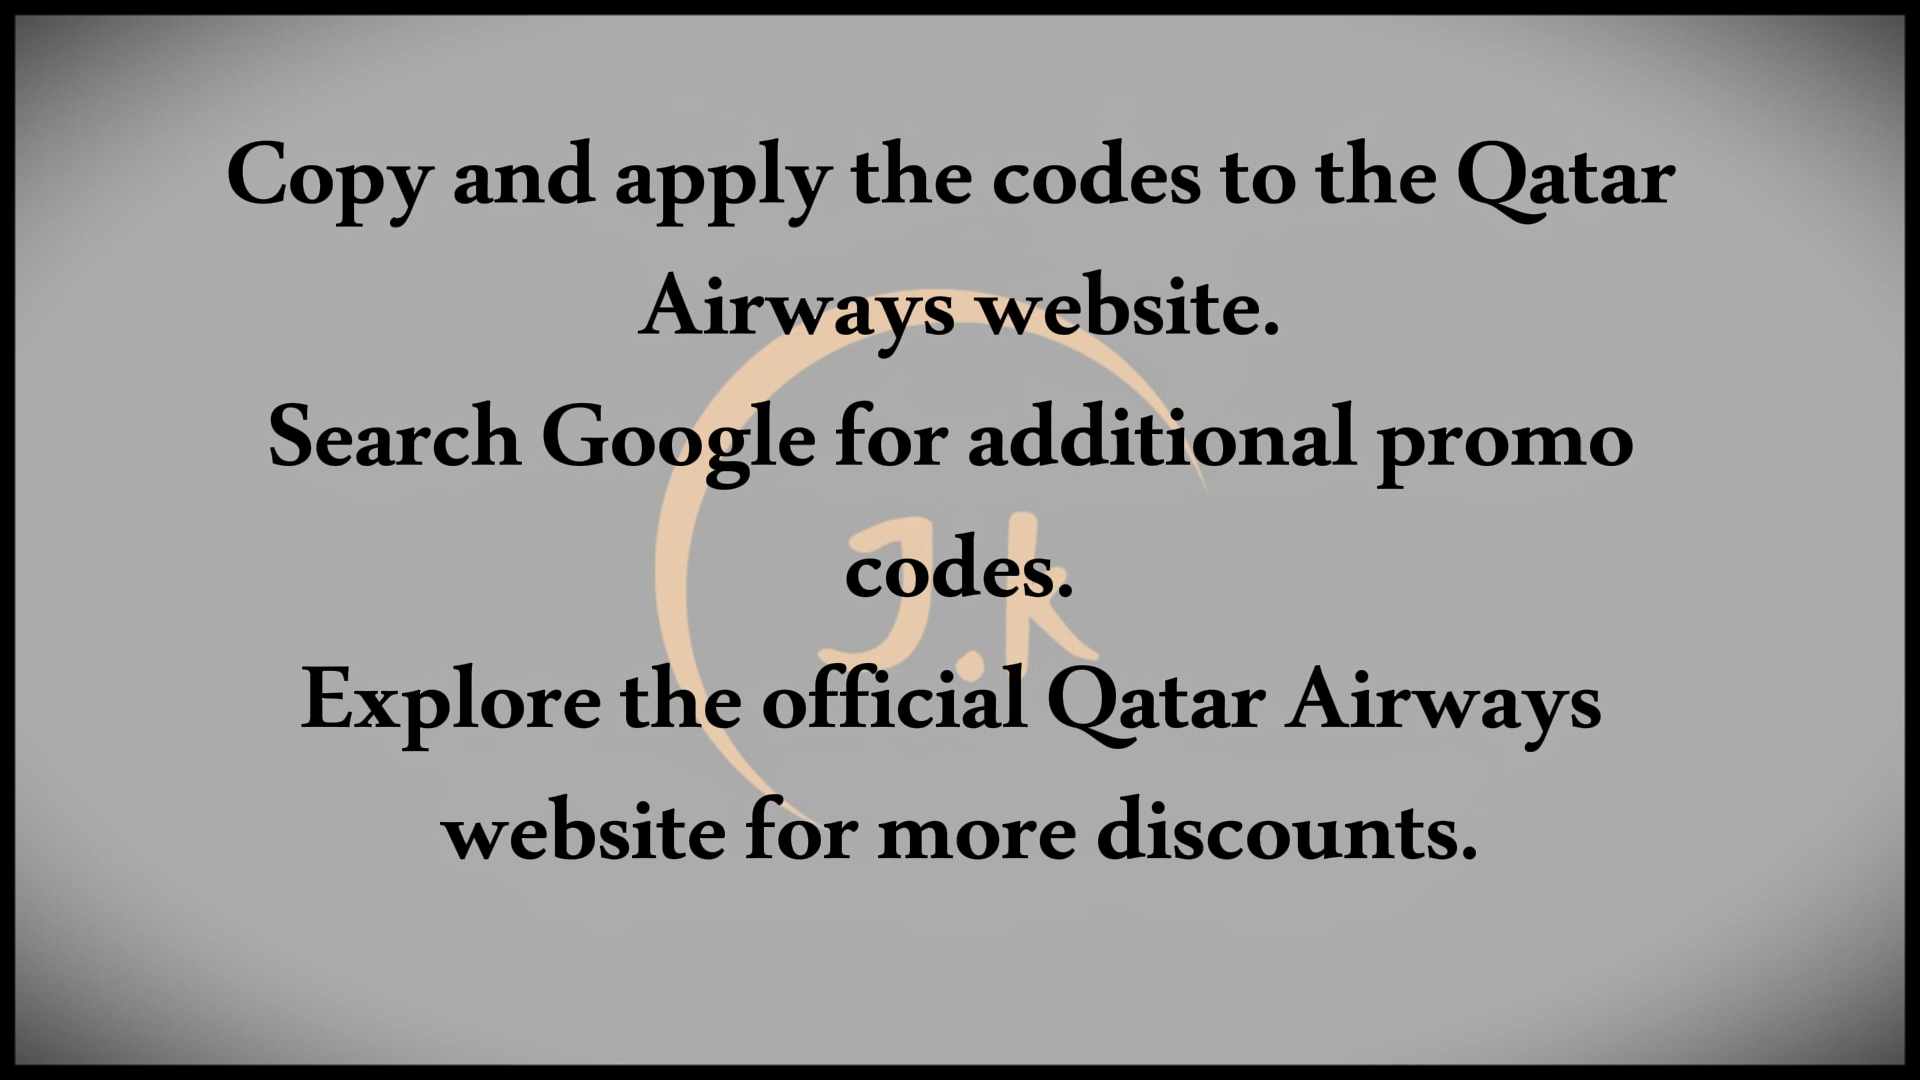 Copy and apply the codes to the Qatar
Airways website.
Search Google for additional promo
codes.
J.k
Explore the official Qatar Airways
website for more discounts.